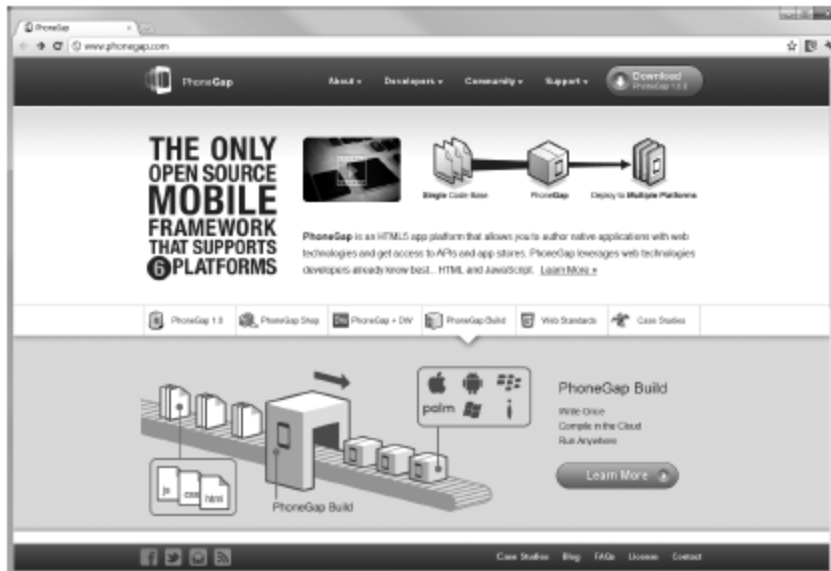 PhoneGap
www.phonegap.com
PhoneGap
About
Developers
Community
Support
Download
PhoneGap 1.0.0
THE ONLY
OPEN SOURCE
MOBILE
FRAMEWORK
THAT SUPPORTS
6 PLATFORMS
Single Code Base
PhoneGap
Deploy to Multiple Platforms
PhoneGap is an HTML5 app platform that allows you to author native applications with web
technologies and get access to APIs and app stores. PhoneGap leverages web technologies
developers already know best... HTML and JavaScript. Learn More »
PhoneGap 1.0
PhoneGap Shop
PhoneGap + DW
PhoneGap Build
Web Standards
Case Studies
palm
js
css
html
PhoneGap Build
PhoneGap Build
Write Once
Compile in the Cloud
Run Anywhere
Learn More
Case Studies
Blog
FAQs
License
Contact